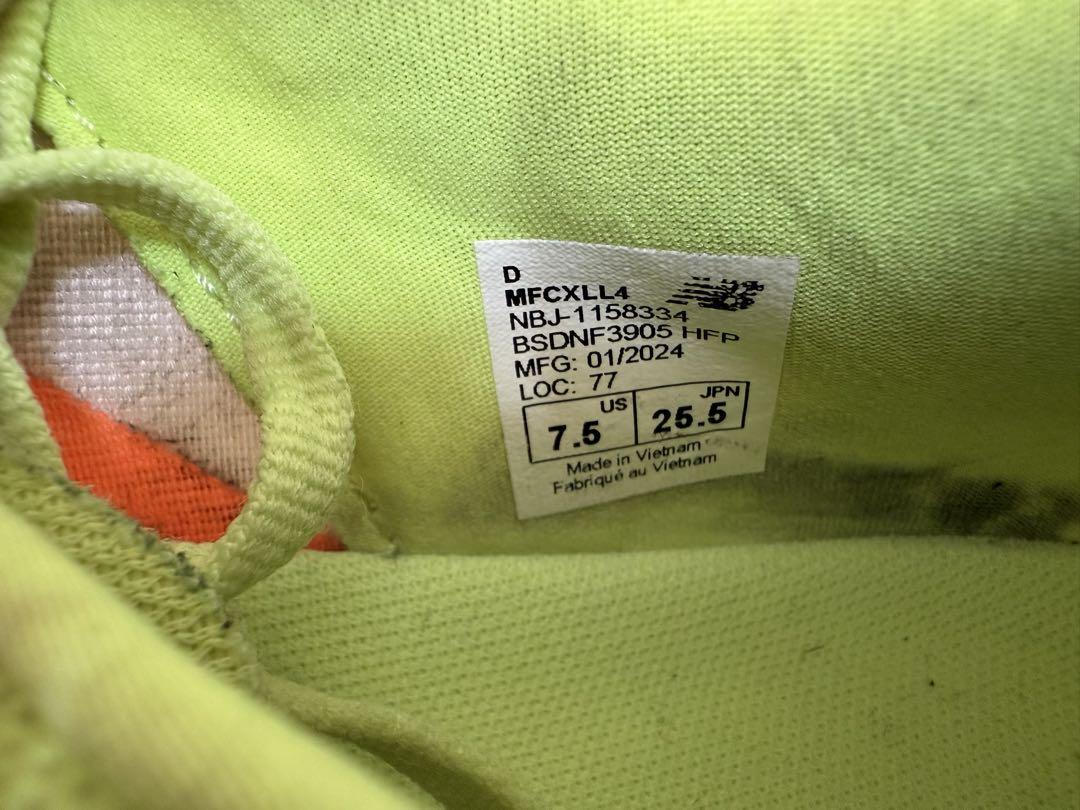 D
MFCXLL4
NBJ-1158334
BSDNF3905 HFP
MFG: 01/2024
LOC: 77
US JPN
7.5 25.5
Made in Vietnam
Fabriqué au Vietnam